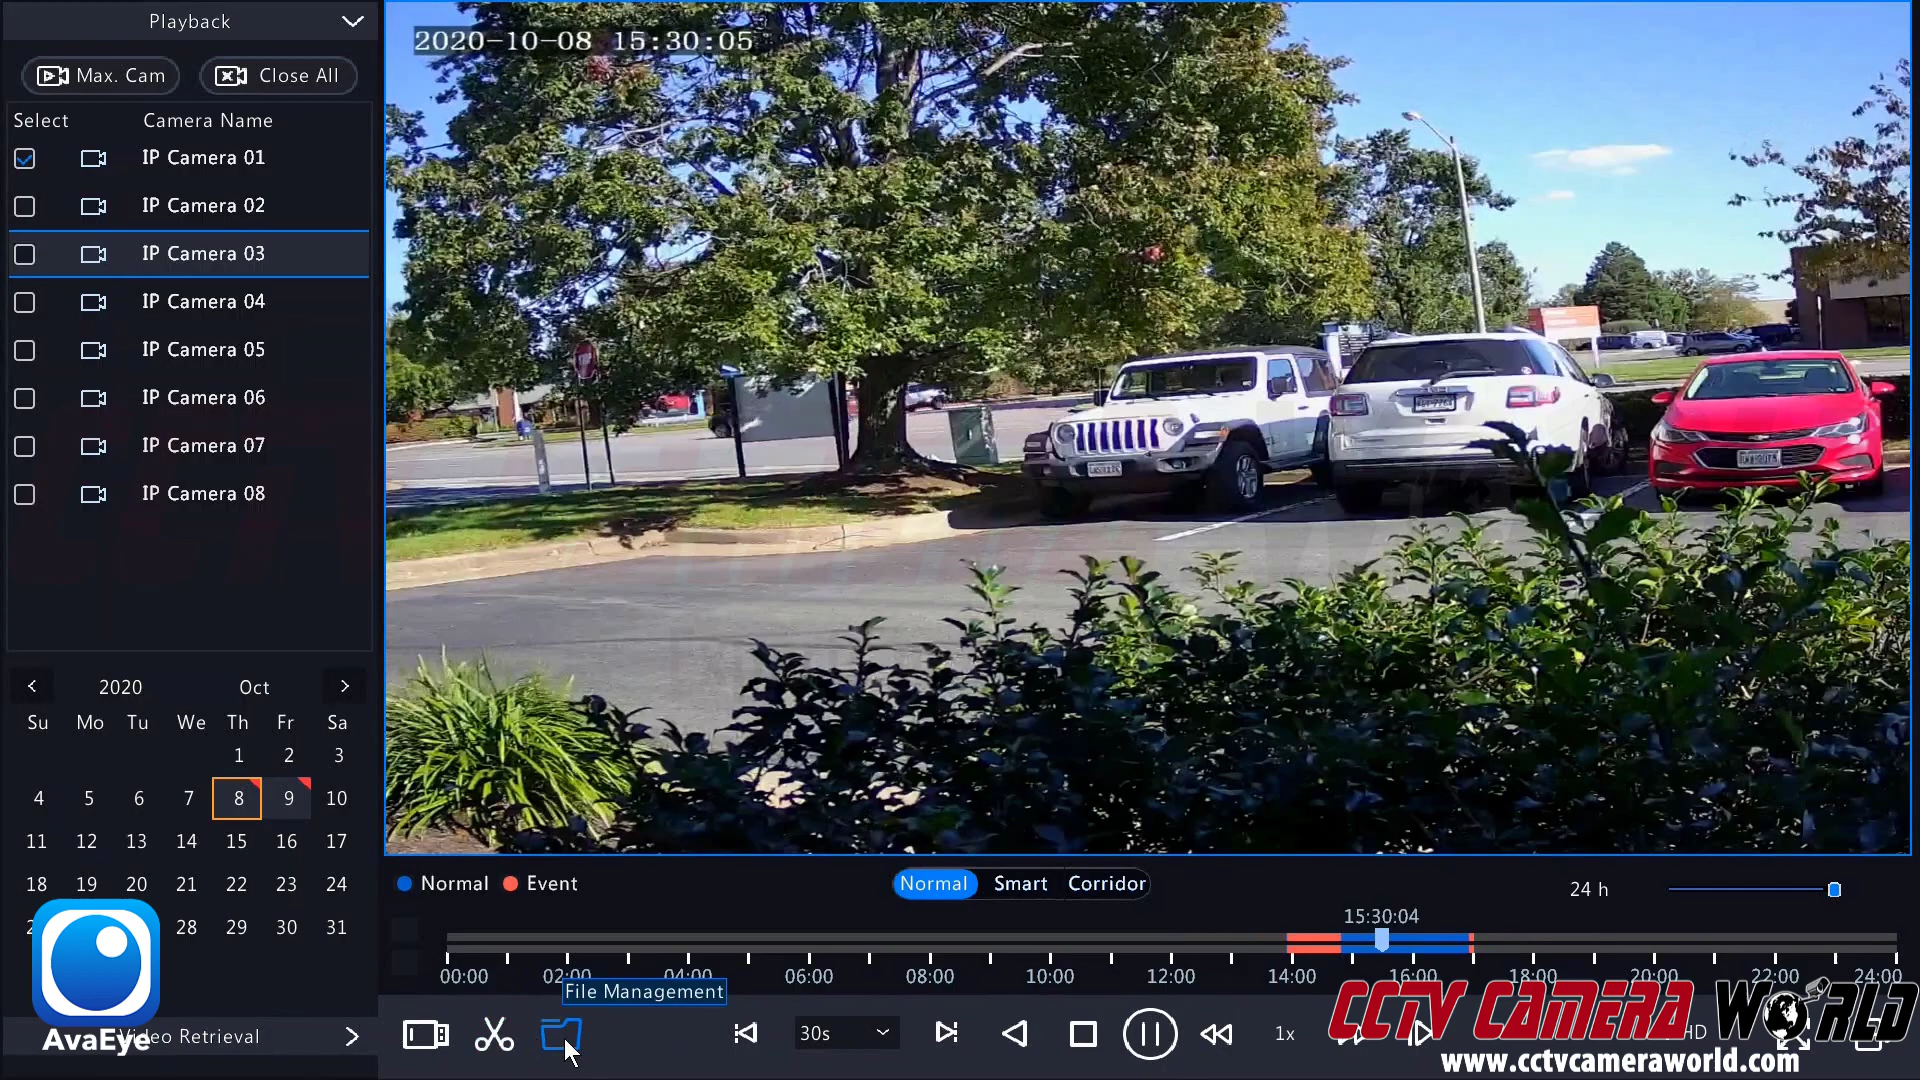 Playback
Max. Cam
Close All
Select
Camera Name
IP Camera 01
IP Camera 02
IP Camera 03
IP Camera 04
IP Camera 05
IP Camera 06
IP Camera 07
IP Camera 08
2020 Oct
Su Mo Tu We Th Fr Sa
1 2 3
4 5 6 7 8 9 10
11 12 13 14 15 16 17
18 19 20 21 22 23 24
28 29 30 31
AvaEye
Video Retrieval
2020-10-08 15:30:05
STOP
Normal
Event
Normal
Smart
Corridor
24 h
15:30:04
00:00 02:00 04:00 06:00 08:00 10:00 12:00 14:00 16:00 18:00 20:00 22:00 24:00
File Management
30s
1x
HD
CCTV CAMERA WORLD
www.cctvcameraworld.com